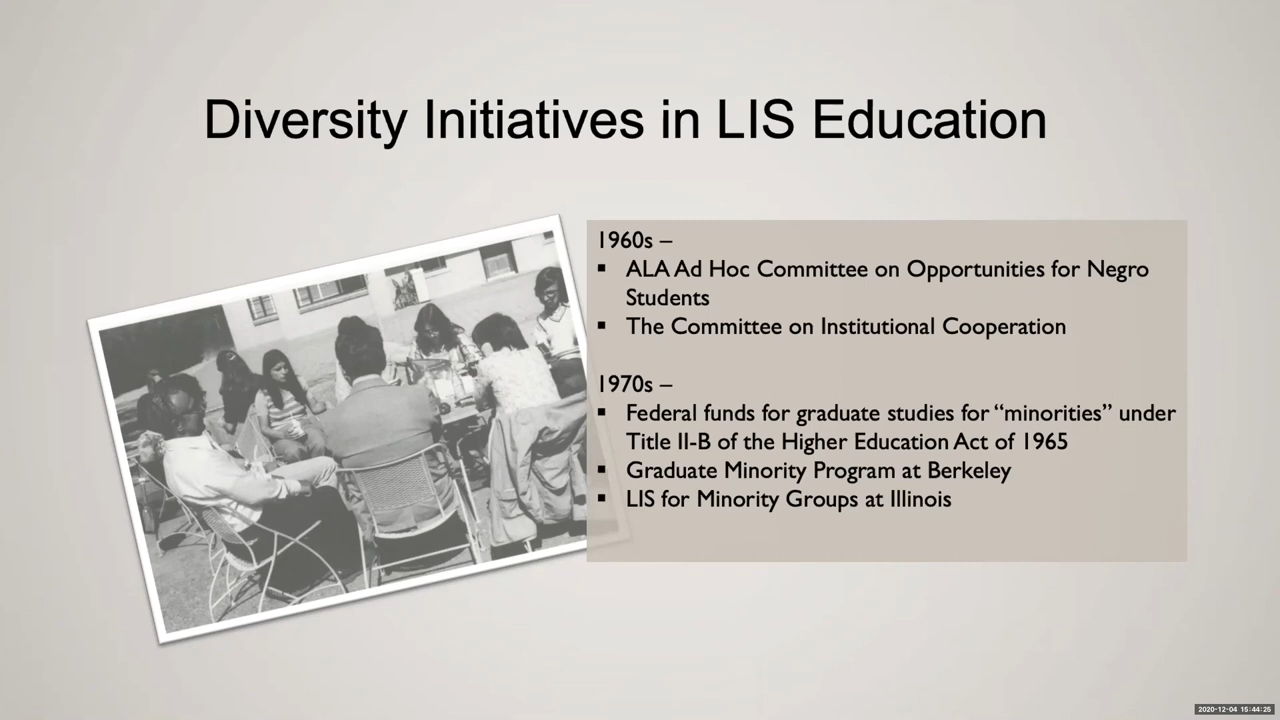 Diversity Initiatives in LIS Education
1960s –
▪ ALA Ad Hoc Committee on Opportunities for Negro
Students
▪ The Committee on Institutional Cooperation
1970s –
▪ Federal funds for graduate studies for “minorities” under
Title II-B of the Higher Education Act of 1965
▪ Graduate Minority Program at Berkeley
▪ LIS for Minority Groups at Illinois
2020-12-04 15:44:25